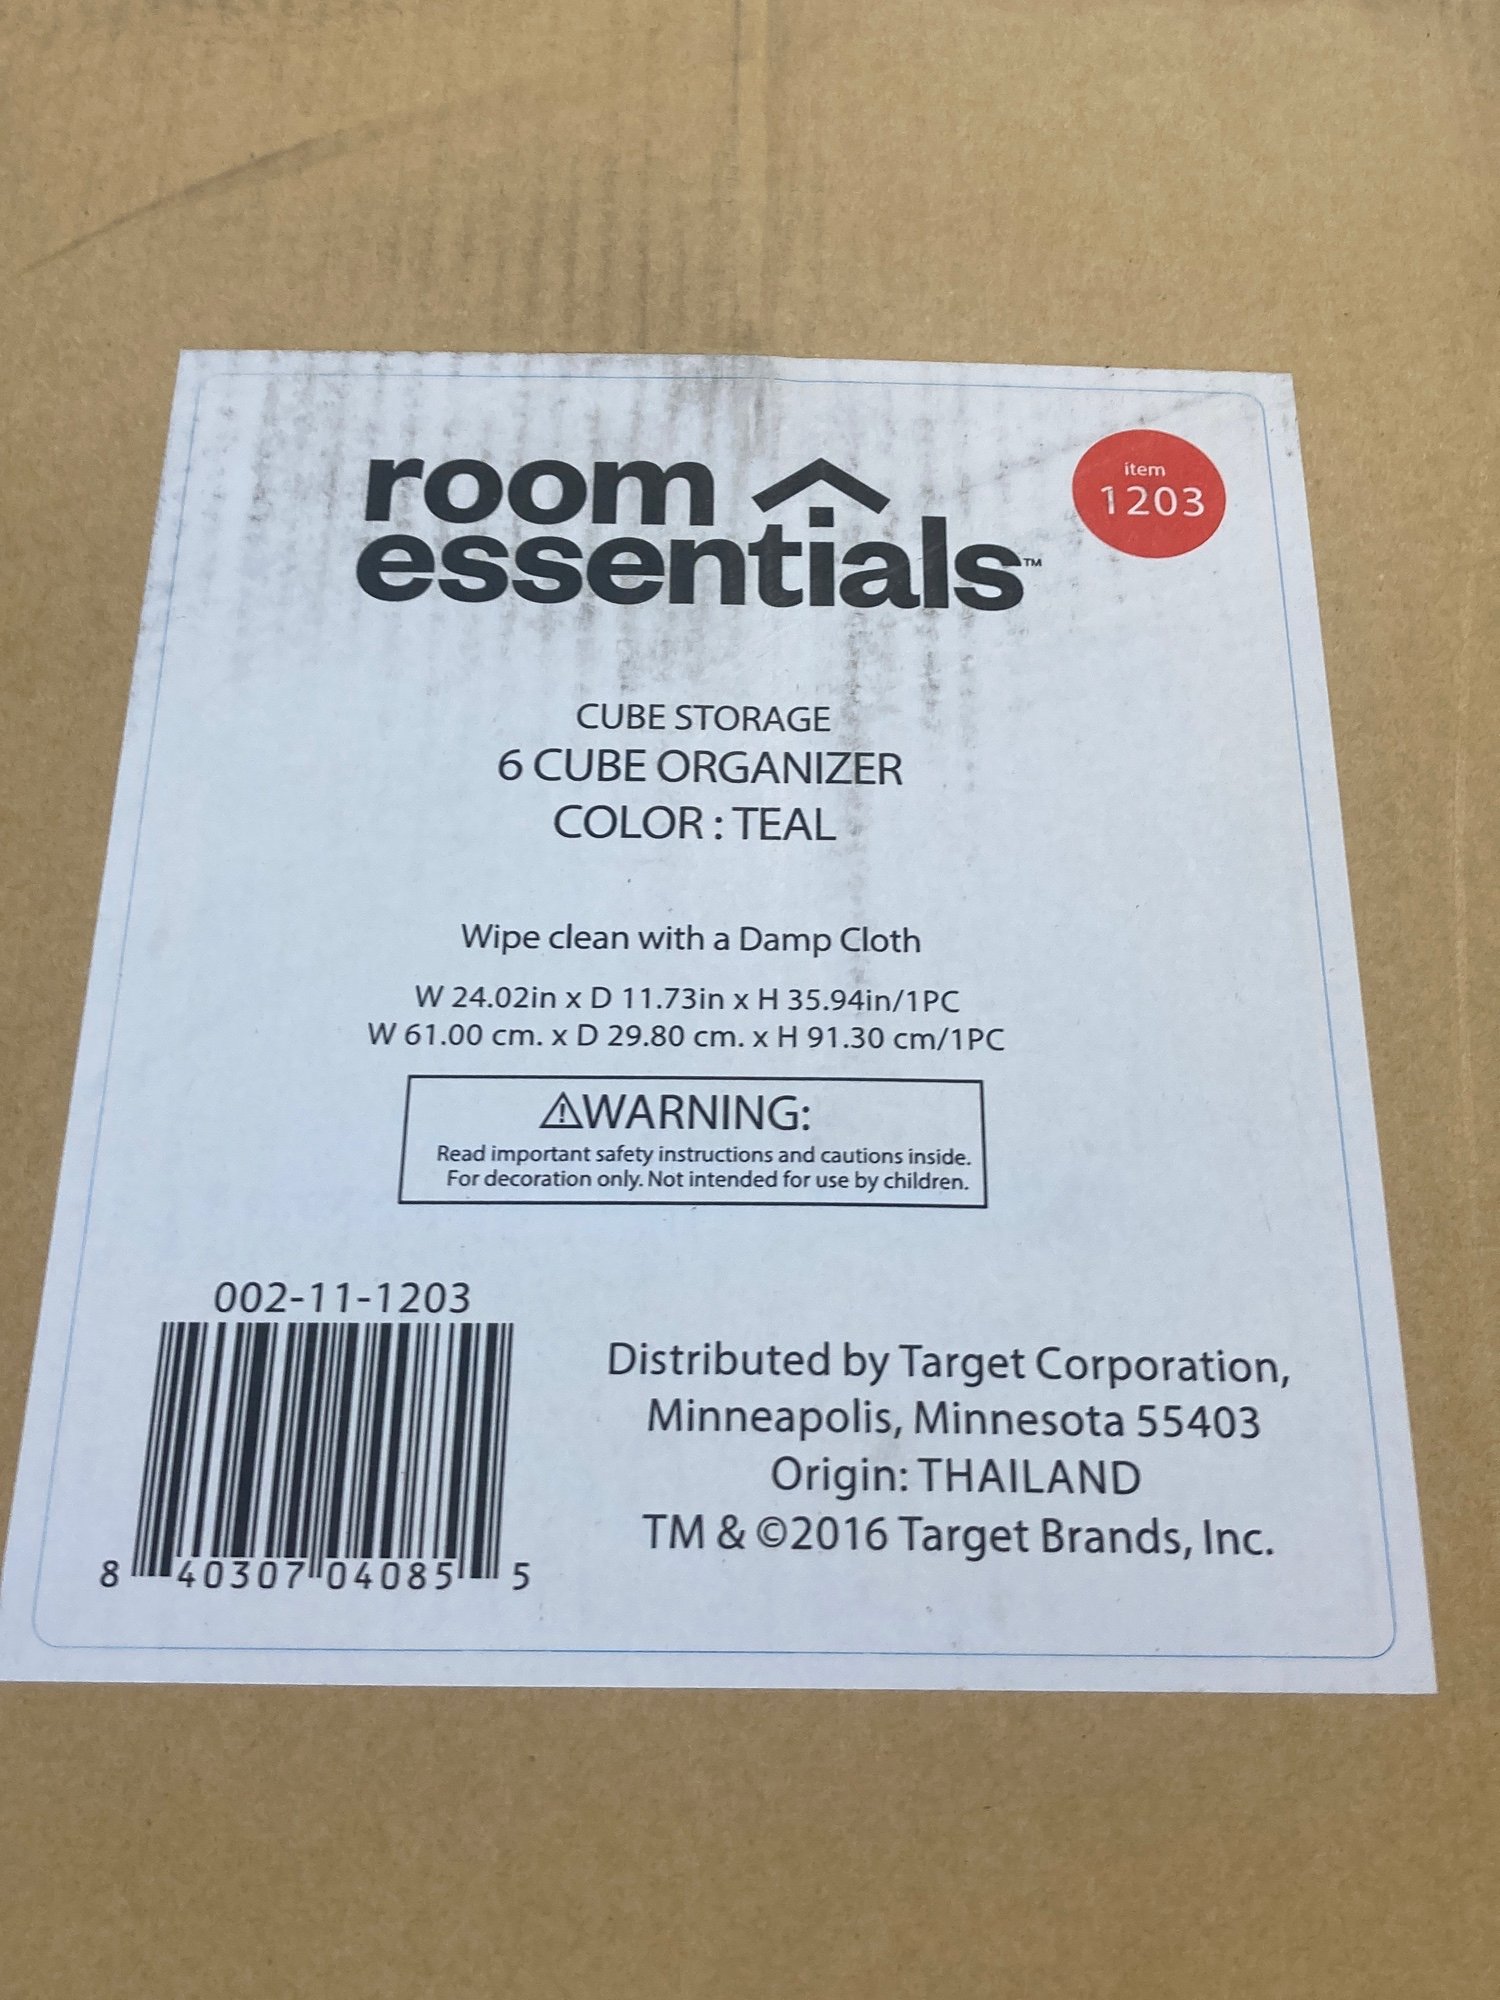 room
essentials™
item
1203
CUBE STORAGE
6 CUBE ORGANIZER
COLOR : TEAL
Wipe clean with a Damp Cloth
W 24.02in x D 11.73in x H 35.94in/1PC
W 61.00 cm. x D 29.80 cm. x H 91.30 cm/1PC
⚠WARNING:
Read important safety instructions and cautions inside.
For decoration only. Not intended for use by children.
002-11-1203
8 40307 04085 5
Distributed by Target Corporation,
Minneapolis, Minnesota 55403
Origin: THAILAND
TM & ©2016 Target Brands, Inc.